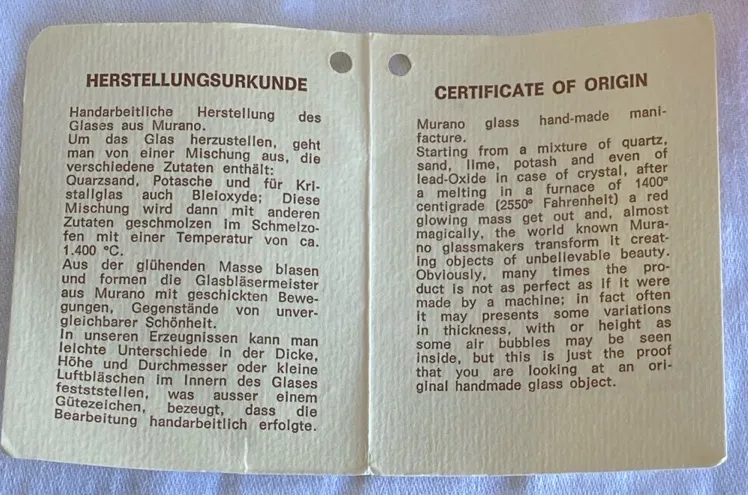 HERSTELLUNGSURKUNDE
Handarbeitliche Herstellung des
Glases aus Murano.
Um das Glas herzustellen, geht
man von einer Mischung aus, die
verschiedene Zutaten enthält:
Quarzsand, Potasche und für Kri-
stallglas auch Bleioxyde; Diese
Mischung wird dann mit anderen
Zutaten geschmolzen im Schmelzo-
fen mit einer Temperatur von ca.
1.400 °C.
Aus der glühenden Masse blasen
und formen die Glasbläsermeister
aus Murano mit geschickten Bewe-
gungen, Gegenstände von unver-
gleichbarer Schönheit.
In unseren Erzeugnissen kann man
leichte Unterschiede in der Dicke,
Höhe und Durchmesser oder kleine
Luftbläschen im Innern des Glases
feststststellen, was ausser einem
Gütezeichen, bezeugt, dass die
Bearbeitung handarbeitlich erfolgte.
CERTIFICATE OF ORIGIN
Murano glass hand-made mani-
facture.
Starting from a mixture of quartz,
sand, lime, potash and even of
lead-Oxide in case of crystal, after
a melting in a furnace of 1400°
centigrade (2550° Fahrenheit) a red
glowing mass get out and, almost
magically, the world known Mura-
no glassmakers transform it creat-
ing objects of unbelievable beauty.
Obviously, many times the pro-
duct is not as perfect as if it were
made by a machine; in fact often
it may presents some variations
in thickness, with or height as
some air bubbles may be seen
inside, but this is just the proof
that you are looking at an ori-
ginal handmade glass object.